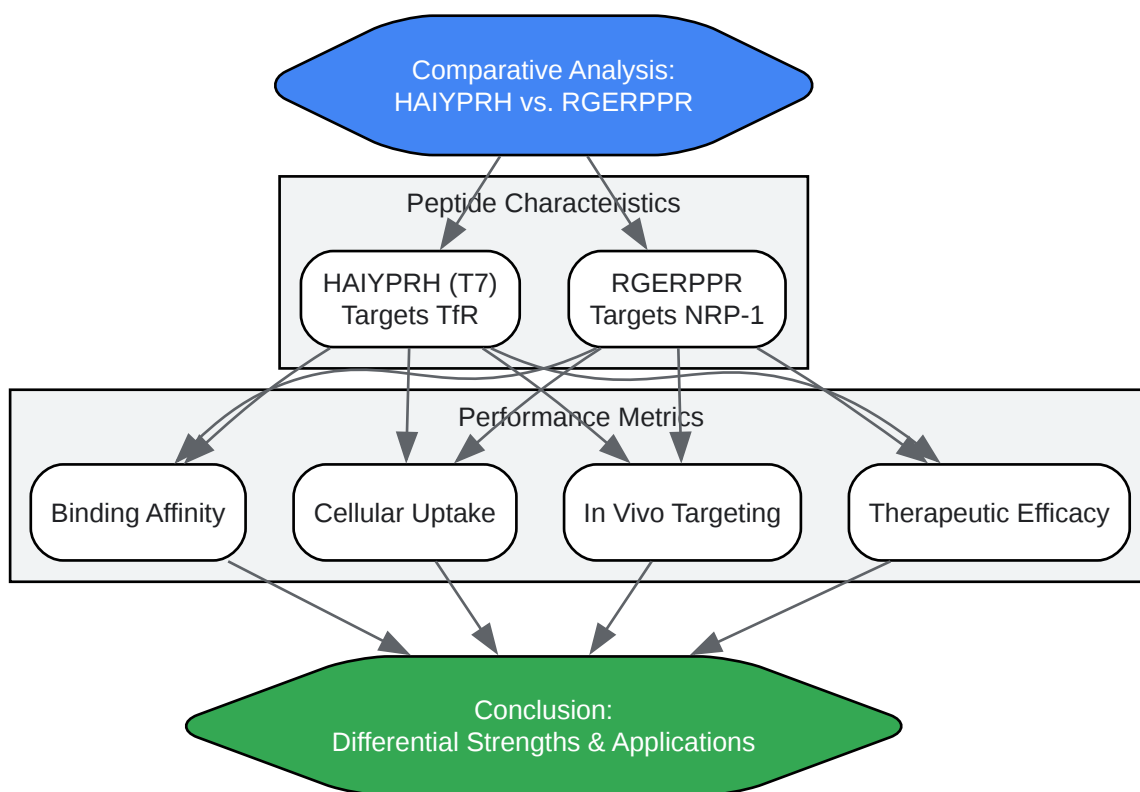 Comparative Analysis:
HAIYPRH vs. RGERPPR
Peptide Characteristics
HAIYPRH (T7)
Targets TfR
RGERPPR
Targets NRP-1
Performance Metrics
Binding Affinity
Cellular Uptake
In Vivo Targeting
Therapeutic Efficacy
Conclusion:
Differential Strengths & Applications